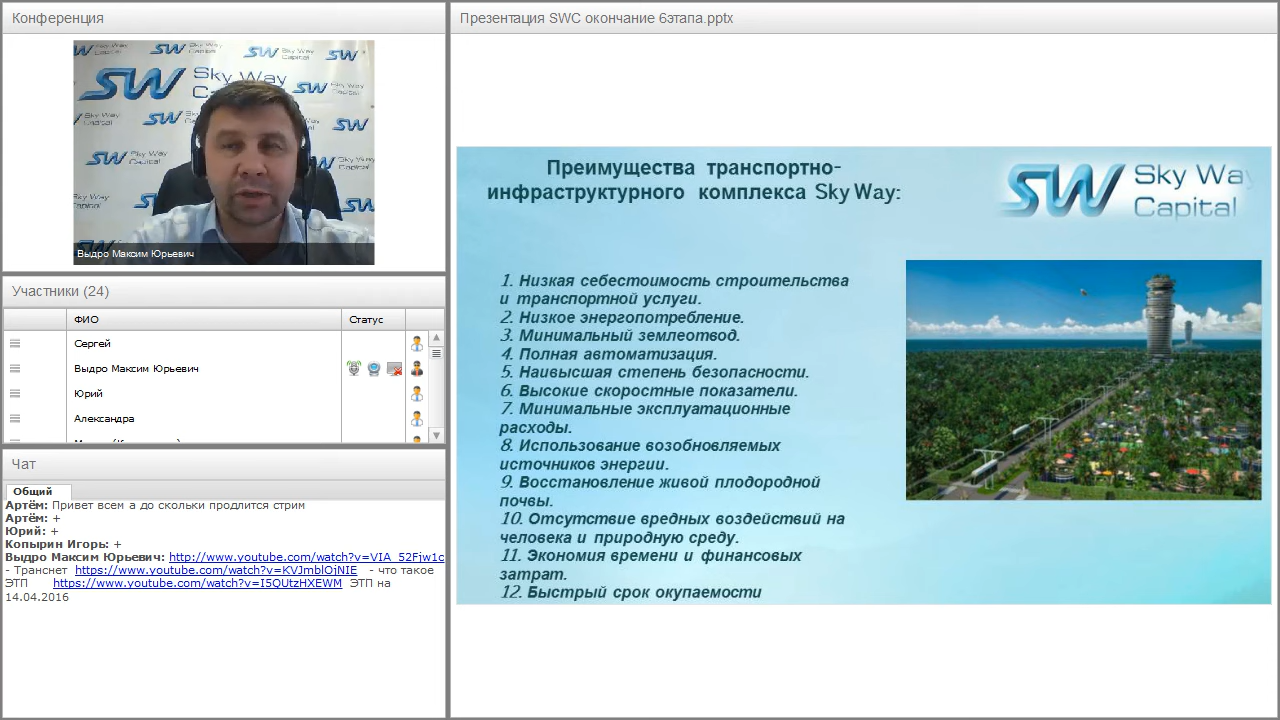 Конференция
SW Sky Way
Capital
Выдро Максим Юрьевич
Участники (24)
ФИО
Статус
Сергей
Выдро Максим Юрьевич
Юрий
Александра
Чат
Общий
Артём: Привет всем а до скольки продлится стрим
Артём: +
Юрий: +
Копырин Игорь: +
Выдро Максим Юрьевич: http://www.youtube.com/watch?v=VIA_52Fjw1c
- Транснет https://www.youtube.com/watch?v=KVJmblOjNIE - что такое
ЭТП https://www.youtube.com/watch?v=I5QUtzHXEWM ЭТП на
14.04.2016
Презентация SWC окончание 6этапа.pptx
Преимущества транспортно-
инфраструктурного комплекса Sky Way:
SW Sky Way
Capital
1. Низкая себестоимость строительства
и транспортной услуги.
2. Низкое энергопотребление.
3. Минимальный землеотвод.
4. Полная автоматизация.
5. Наивысшая степень безопасности.
6. Высокие скоростные показатели.
7. Минимальные эксплуатационные
расходы.
8. Использование возобновляемых
источников энергии.
9. Восстановление живой плодородной
почвы.
10. Отсутствие вредных воздействий на
человека и природную среду.
11. Экономия времени и финансовых
затрат.
12. Быстрый срок окупаемости